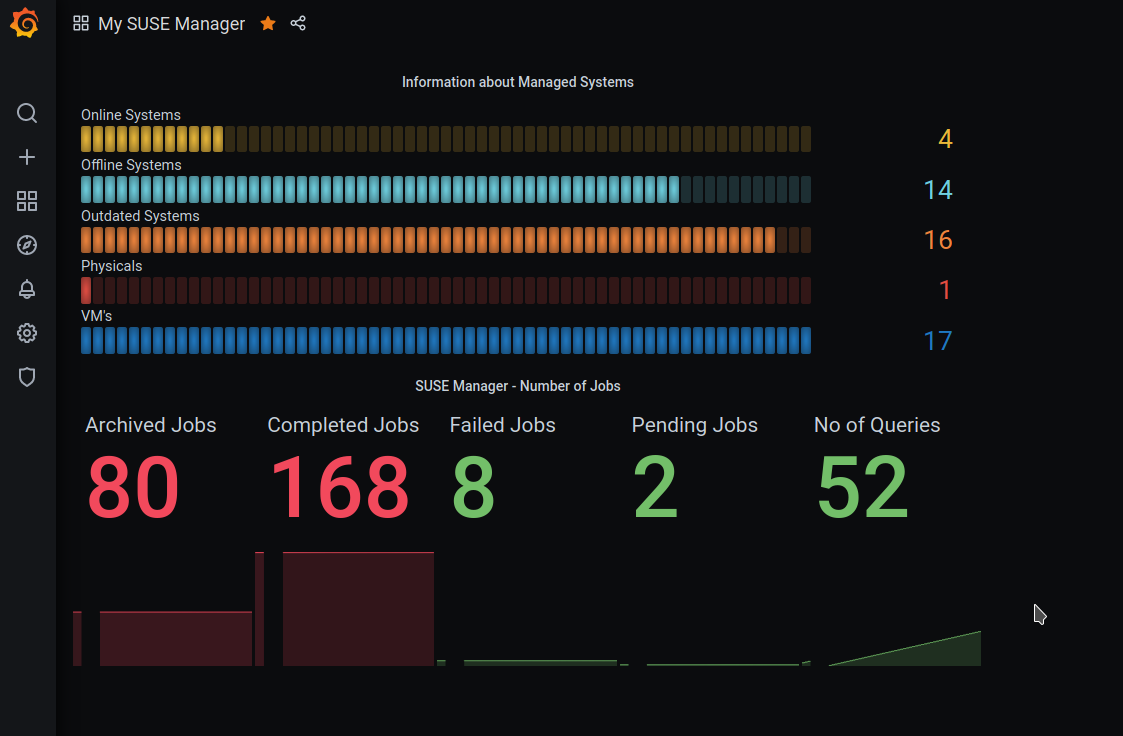 My SUSE Manager
Information about Managed Systems
Online Systems
4
Offline Systems
14
Outdated Systems
16
Physicals
1
VM's
17
SUSE Manager - Number of Jobs
Archived Jobs Completed Jobs Failed Jobs Pending Jobs No of Queries
80 168 8 2 52